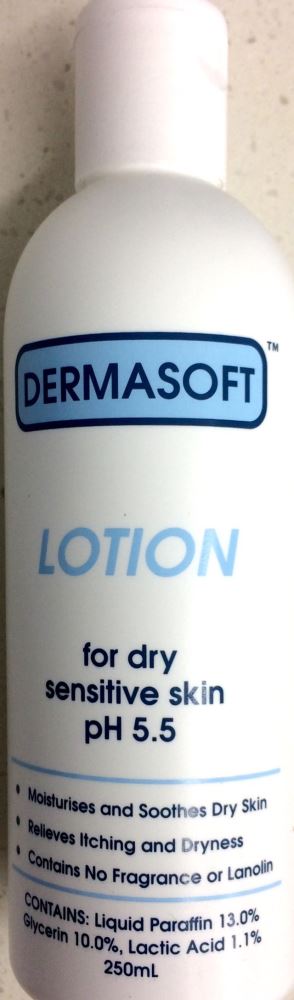 DERMASOFT™
LOTION
for dry
sensitive skin
pH 5.5
• Moisturises and Soothes Dry Skin
• Relieves Itching and Dryness
• Contains No Fragrance or Lanolin
CONTAINS: Liquid Paraffin 13.0%
Glycerin 10.0%, Lactic Acid 1.1%
250mL